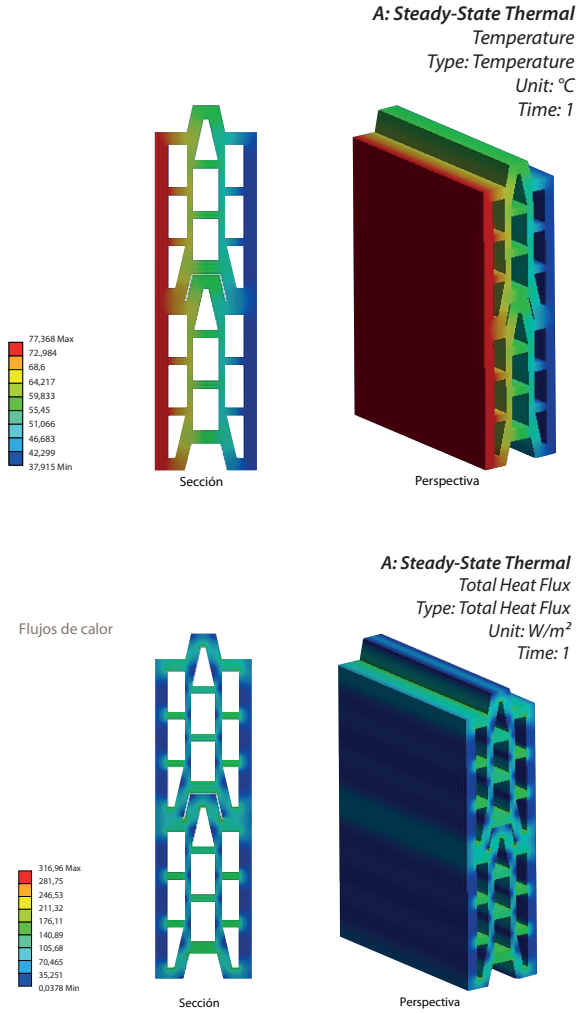 A: Steady-State Thermal
Temperature
Type: Temperature
Unit: °C
Time: 1
77,368 Max
72,984
68,6
64,217
59,833
55,45
51,066
46,683
42,299
37,915 Min
Sección
Perspectiva
A: Steady-State Thermal
Total Heat Flux
Type: Total Heat Flux
Unit: W/m²
Time: 1
Flujos de calor
316,96 Max
281,75
246,53
211,32
176,11
140,89
105,68
70,465
35,251
0,0378 Min
Sección
Perspectiva